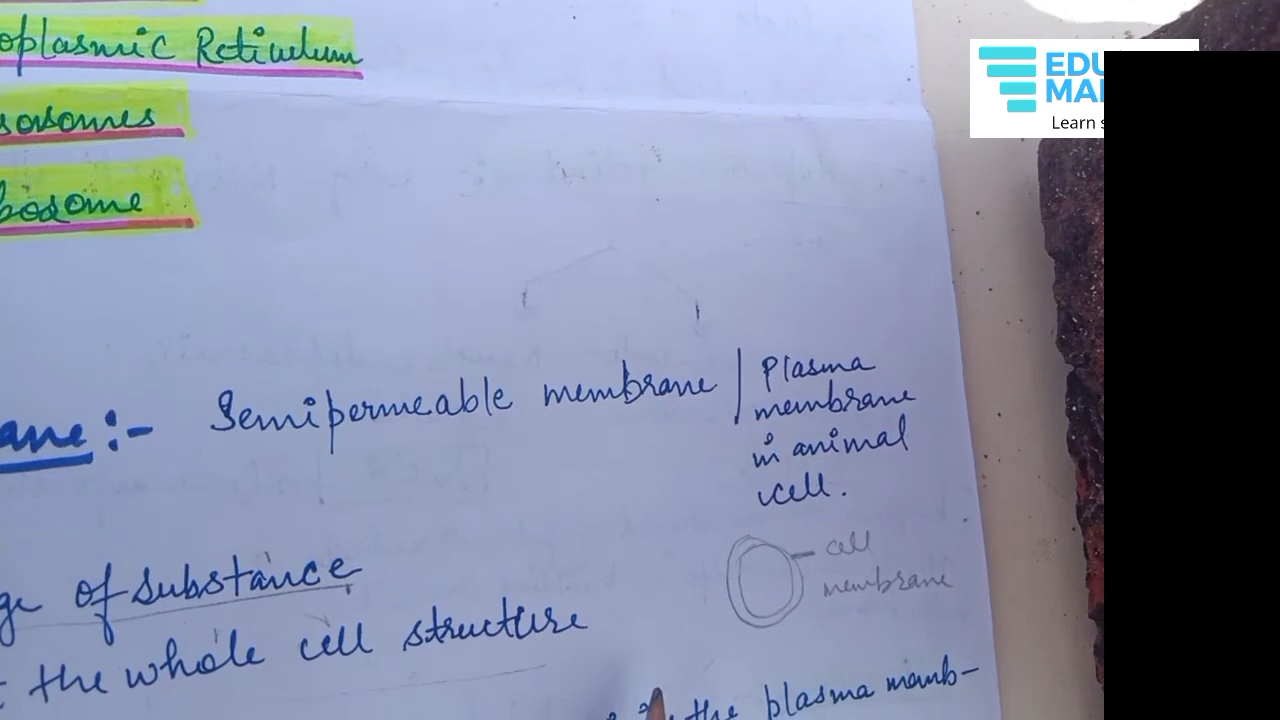 oplasmic Reticulum
sosomes
bosome
ane :- Semipermeable membrane / Plasma
membrane
in animal
cell.
cell
membrane
ge of substance
the whole cell structure
the plasma memb-
EDU
MA
Learn s